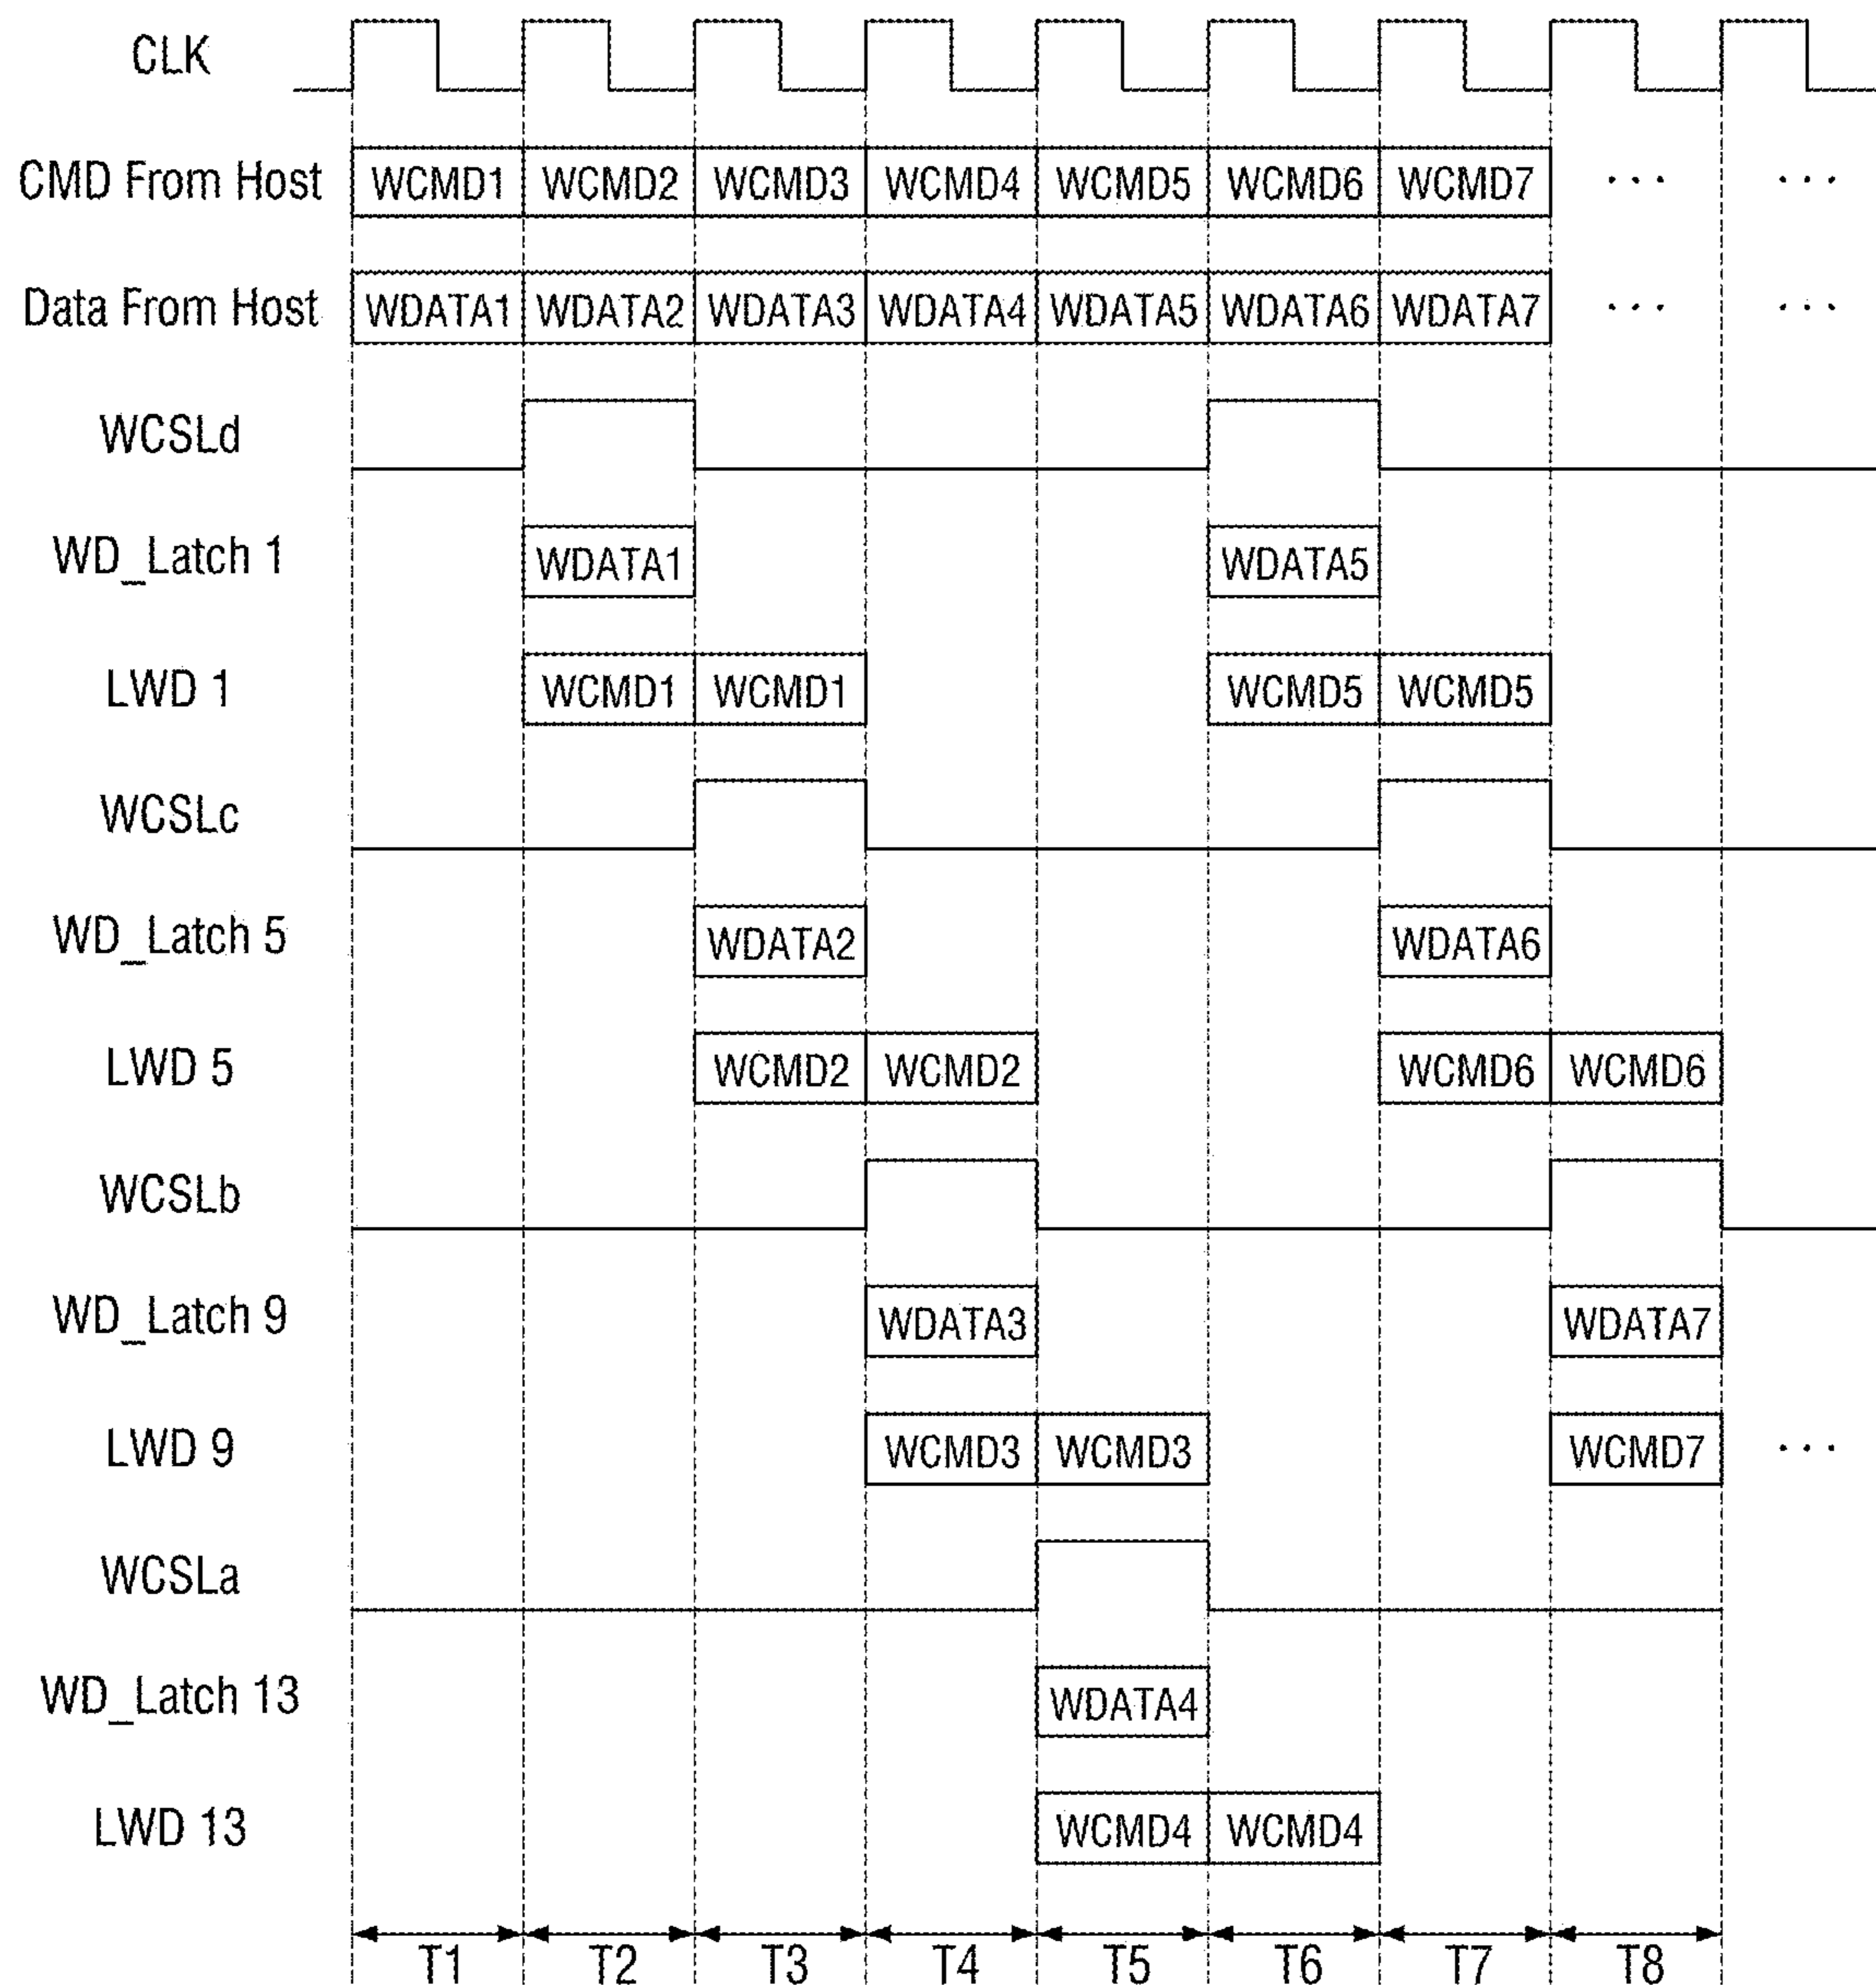 CLK
CMD From Host WCMD1 WCMD2 WCMD3 WCMD4 WCMD5 WCMD6 WCMD7 ... ...
Data From Host WDATA1 WDATA2 WDATA3 WDATA4 WDATA5 WDATA6 WDATA7 ... ...
WCSLd
WD_Latch 1 WDATA1 WDATA5
LWD 1 WCMD1 WCMD1 WCMD5 WCMD5
WCSLc
WD_Latch 5 WDATA2 WDATA6
LWD 5 WCMD2 WCMD2 WCMD6 WCMD6
WCSLb
WD_Latch 9 WDATA3 WDATA7
LWD 9 WCMD3 WCMD3 WCMD7 ...
WCSLa
WD_Latch 13 WDATA4
LWD 13 WCMD4 WCMD4
T1 T2 T3 T4 T5 T6 T7 T8